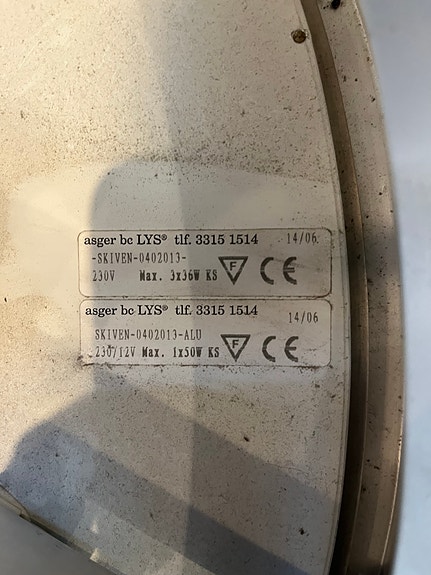 asger bc LYS® tlf. 3315 1514 14/06
-SKIVEN-0402013-
230V Max. 3x36W KS F CE
asger bc LYS® tlf. 3315 1514 14/06
SKIVEN-0402013-ALU
230/12V Max. 1x50W KS F CE